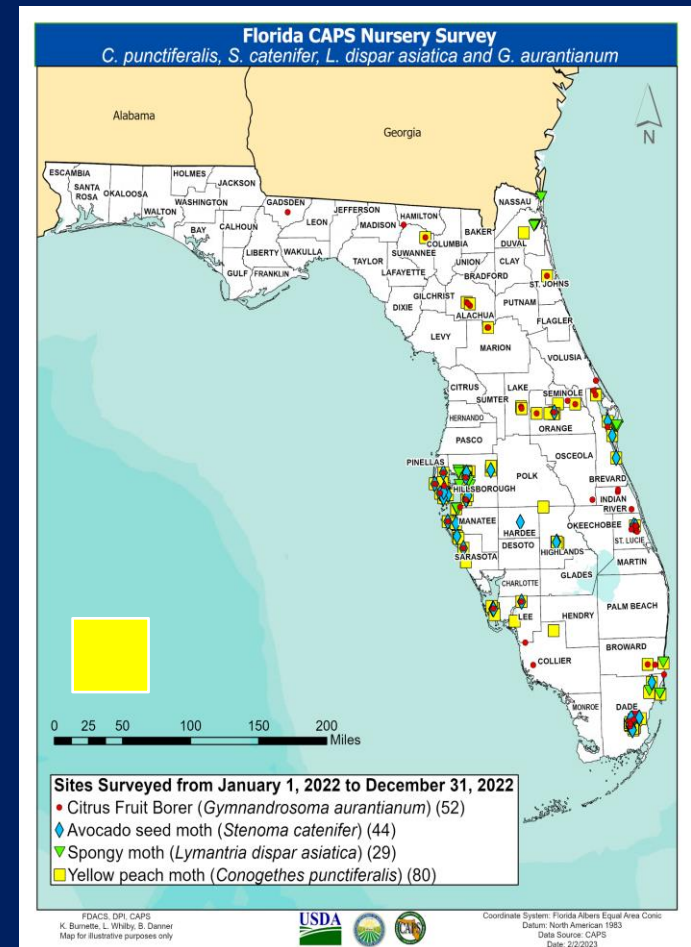 Florida CAPS Nursery Survey
C. punctiferalis, S. catenifer, L. dispar asiatica and G. aurantianum
Alabama
Georgia
N
ESCAMBIA
SANTA ROSA
OKALOOSA
WALTON
HOLMES
WASHINGTON
BAY
JACKSON
CALHOUN
GULF
GADSDEN
LIBERTY
FRANKLIN
LEON
WAKULLA
JEFFERSON
MADISON
TAYLOR
HAMILTON
SUWANNEE
LAFAYETTE
DIXIE
COLUMBIA
GILCHRIST
LEVY
BAKER
UNION
BRADFORD
ALACHUA
NASSAU
DUVAL
CLAY
ST. JOHNS
PUTNAM
FLAGLER
MARION
VOLUSIA
CITRUS
SUMTER
LAKE
SEMINOLE
HERNANDO
ORANGE
PASCO
OSCEOLA
PINELLAS
HILLSBOROUGH
POLK
BREVARD
INDIAN RIVER
MANATEE
HARDEE
OKEECHOBEE
ST. LUCIE
SARASOTA
DESOTO
HIGHLANDS
MARTIN
CHARLOTTE
GLADES
LEE
HENDRY
PALM BEACH
COLLIER
BROWARD
MONROE
DADE
0 25 50 100 150 200
Miles
Sites Surveyed from January 1, 2022 to December 31, 2022
Citrus Fruit Borer (Gymnandrosoma aurantianum) (52)
Avocado seed moth (Stenoma catenifer) (44)
Spongy moth (Lymantria dispar asiatica) (29)
Yellow peach moth (Conogethes punctiferalis) (80)
FDACS, DPI, CAPS
K. Burnette, L. Whilby, B. Danner
Map for illustrative purposes only
USDA
CAPS
Coordinate System: Florida Albers Equal Area Conic
Datum: North American 1983
Data Source: CAPS
Date: 2/2/2023